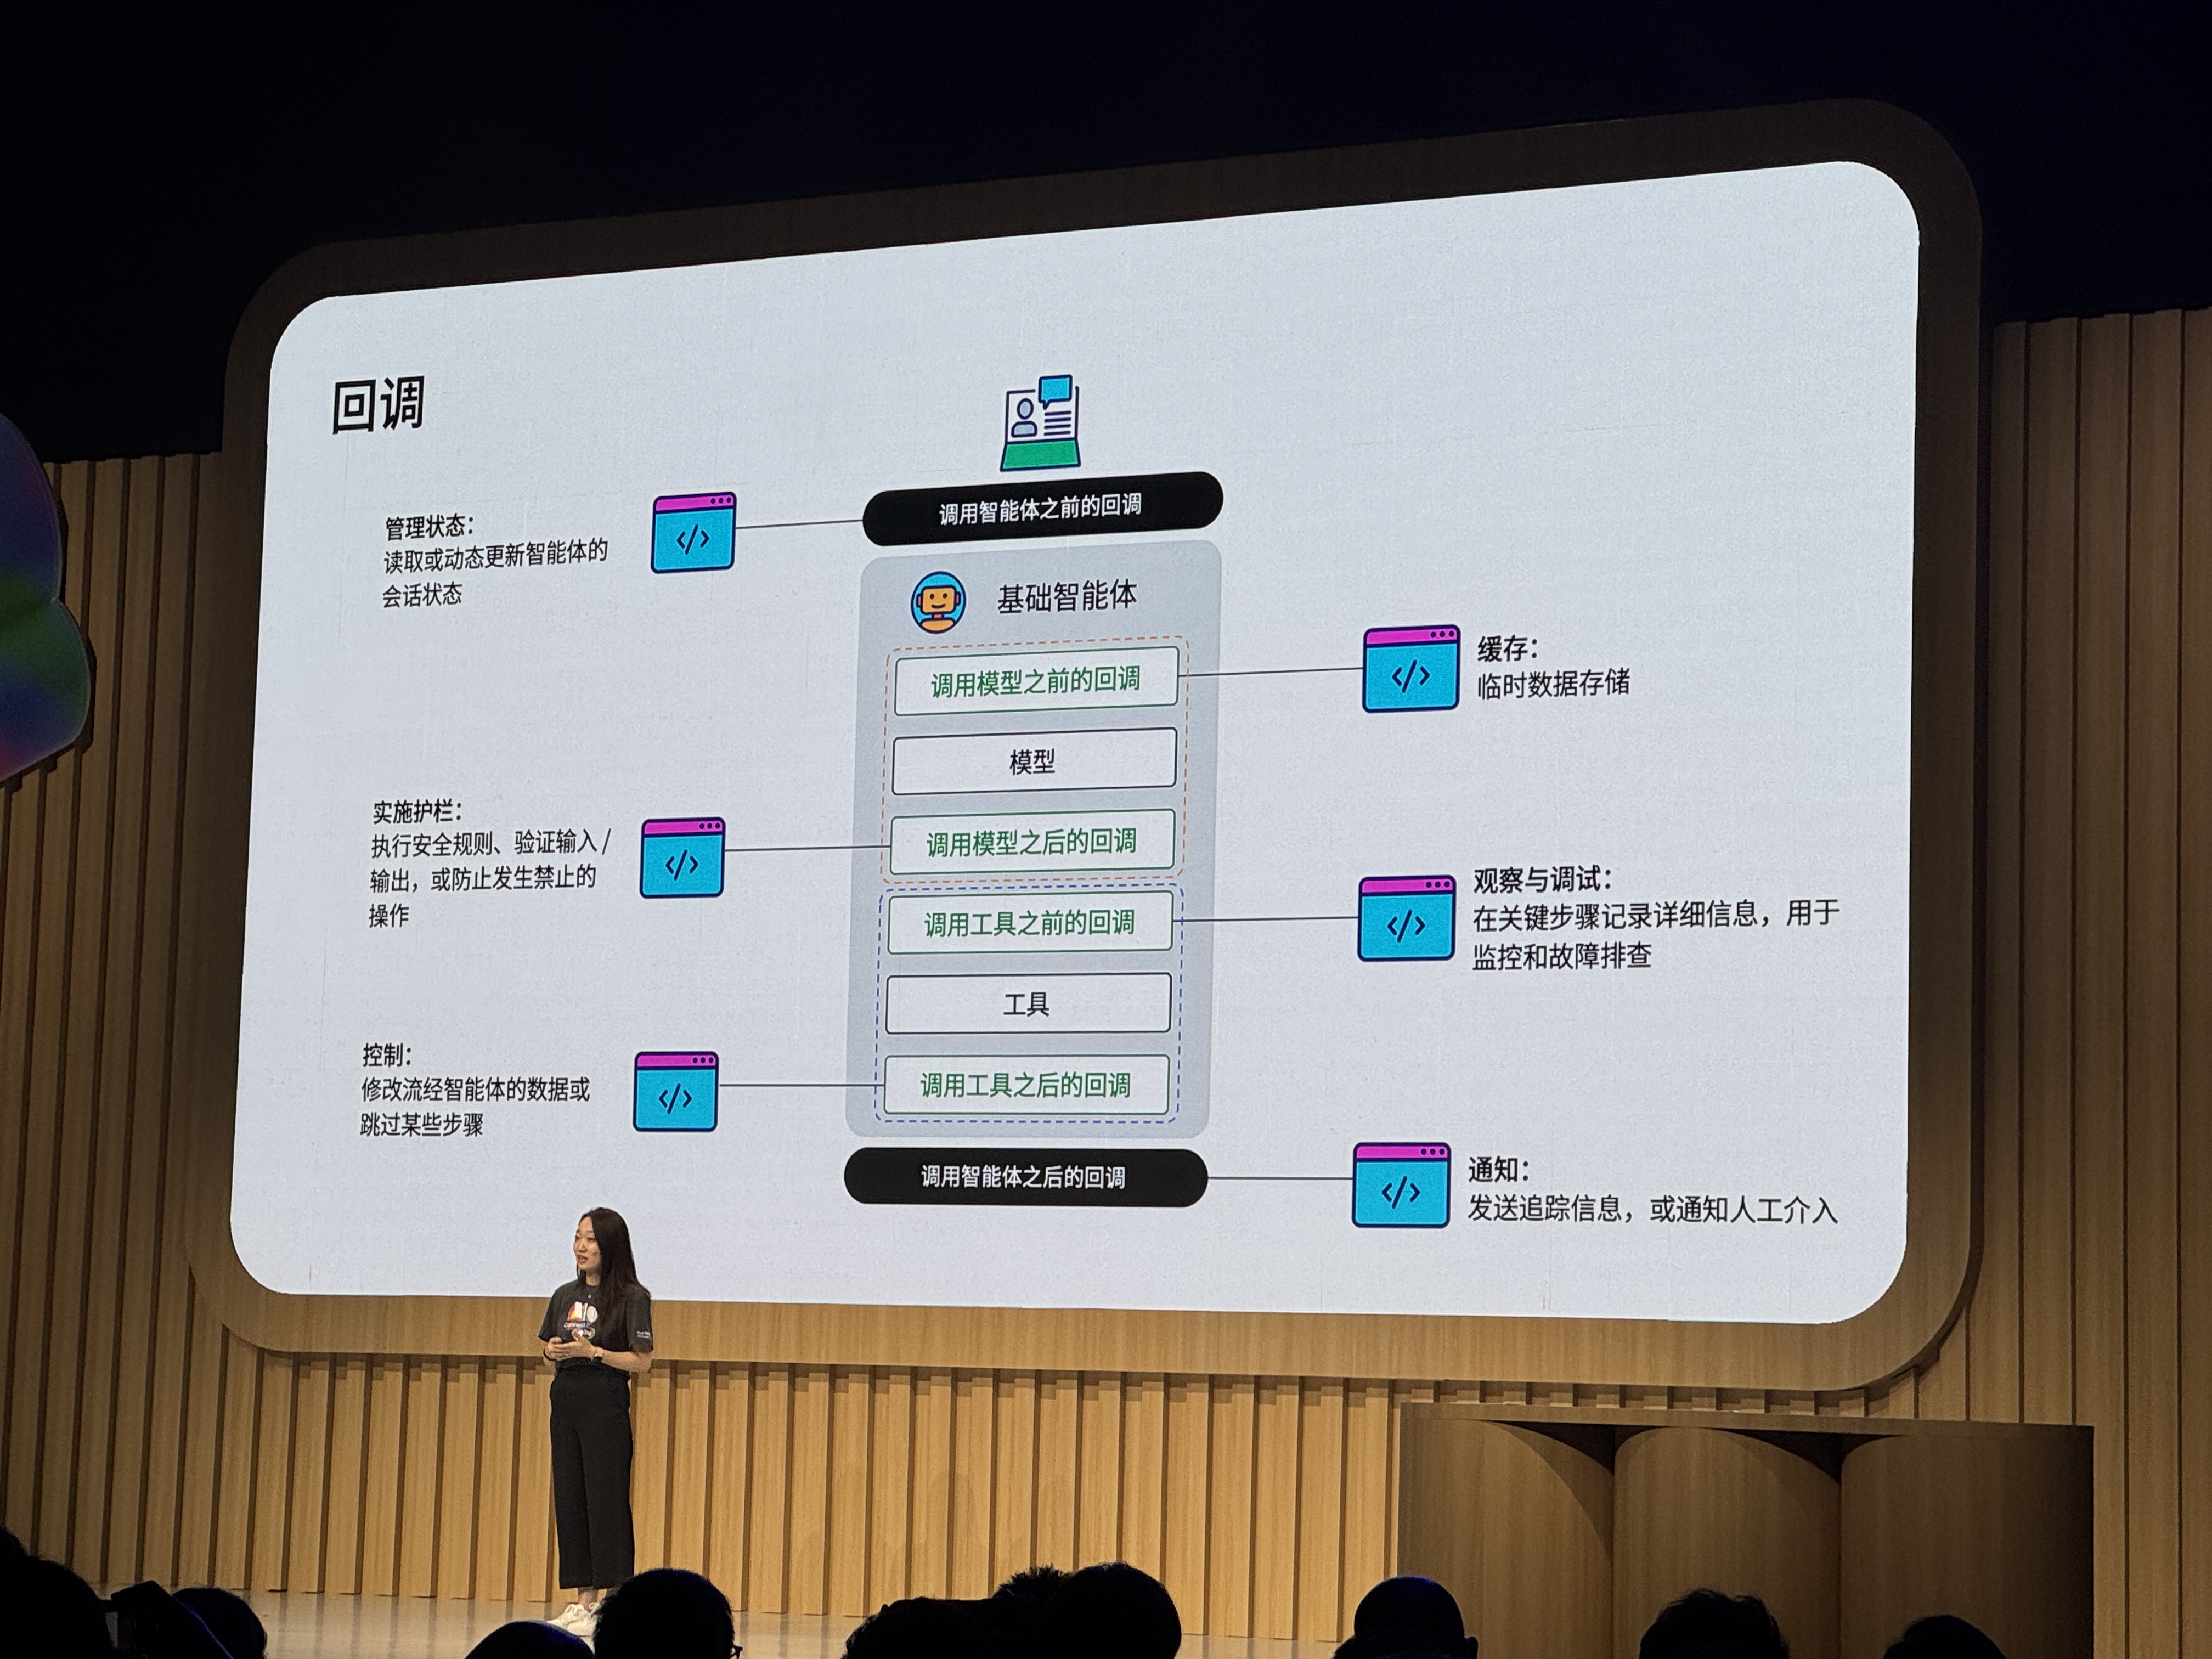 回调
管理状态：
读取或动态更新智能体的
会话状态
实施护栏：
执行安全规则、验证输入 /
输出，或防止发生禁止的
操作
控制：
修改流经智能体的数据或
跳过某些步骤
调用智能体之前的回调
基础智能体
调用模型之前的回调
模型
调用模型之后的回调
调用工具之前的回调
工具
调用工具之后的回调
调用智能体之后的回调
缓存：
临时数据存储
观察与调试：
在关键步骤记录详细信息，用于
监控和故障排查
通知：
发送追踪信息，或通知人工介入